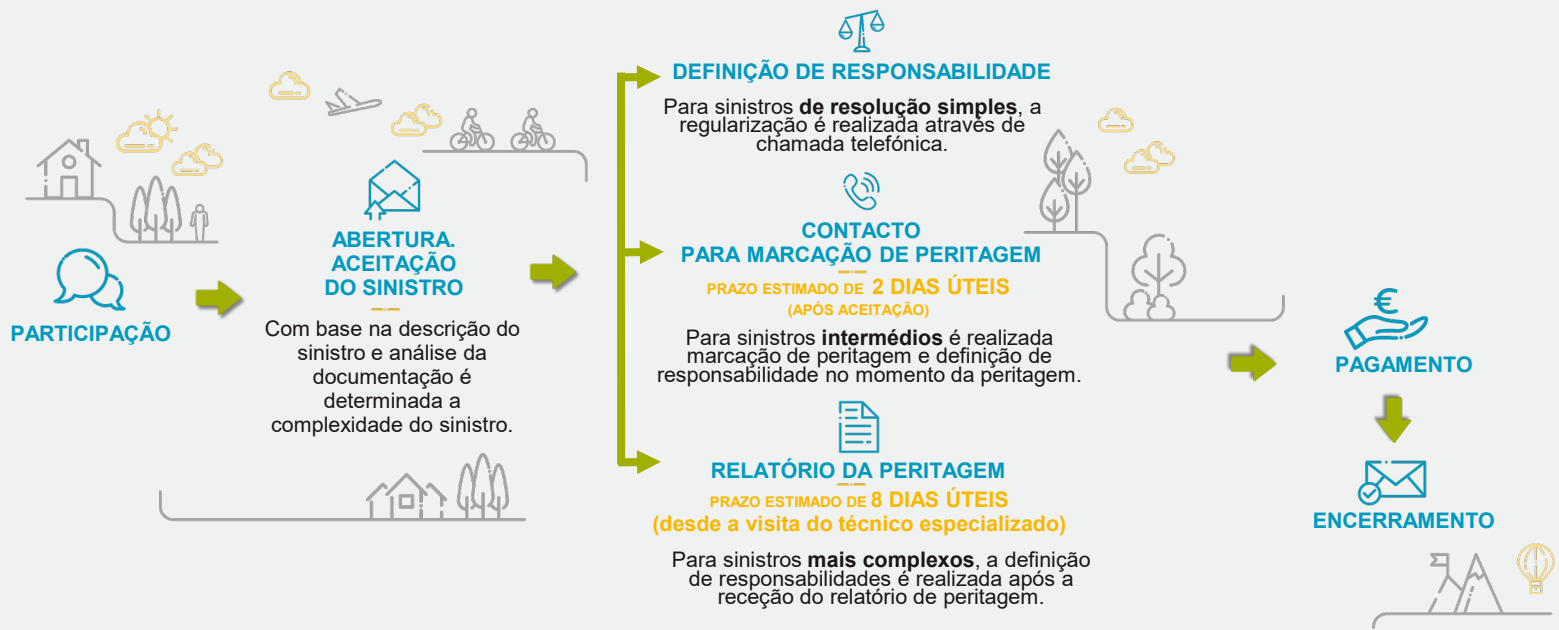 PARTICIPAÇÃO
ABERTURA.
ACEITAÇÃO
DO SINISTRO
Com base na descrição do
sinistro e análise da
documentação é
determinada a
complexidade do sinistro.
DEFINIÇÃO DE RESPONSABILIDADE
Para sinistros de resolução simples, a
regularização é realizada através de
chamada telefónica.
CONTACTO
PARA MARCAÇÃO DE PERITAGEM
PRAZO ESTIMADO DE 2 DIAS ÚTEIS
(APÓS ACEITAÇÃO)
Para sinistros intermédios é realizada
marcação de peritagem e definição de
responsabilidade no momento da peritagem.
RELATÓRIO DA PERITAGEM
PRAZO ESTIMADO DE 8 DIAS ÚTEIS
(desde a visita do técnico especializado)
Para sinistros mais complexos, a definição
de responsabilidades é realizada após a
receção do relatório de peritagem.
€
PAGAMENTO
ENCERRAMENTO